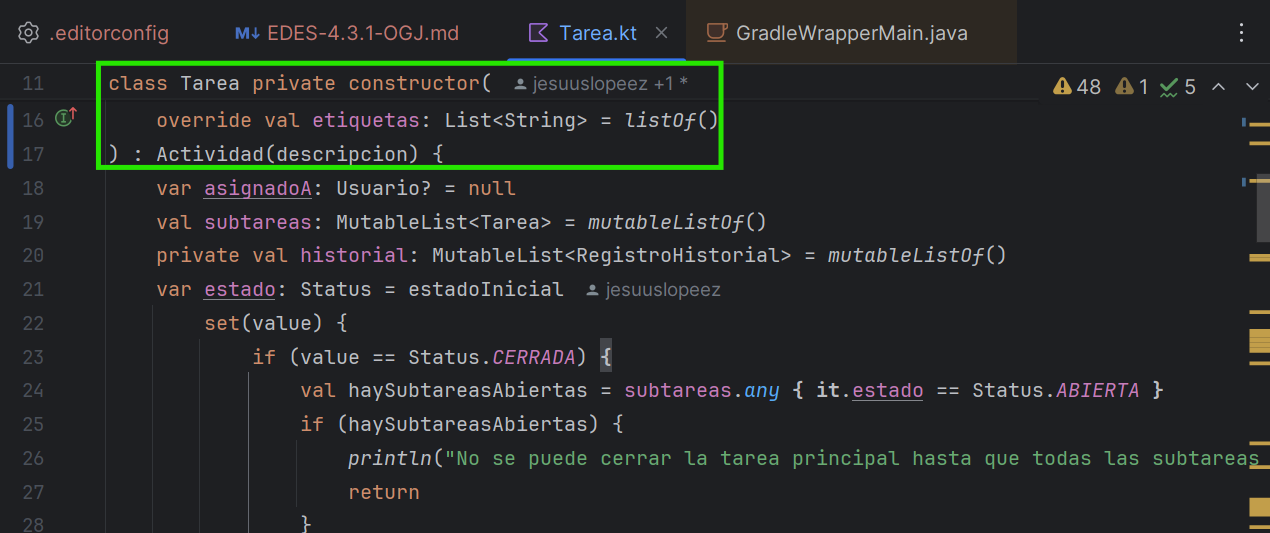 .editorconfig M↓ EDES-4.3.1-OGJ.md Tarea.kt × GradleWrapperMain.java
11 class Tarea private constructor( jesuuslopeez +1 * 48 1 5
16 override val etiquetas: List<String> = listOf()
17 ) : Actividad(descripcion) {
18 var asignadoA: Usuario? = null
19 val subtareas: MutableList<Tarea> = mutableListOf()
20 private val historial: MutableList<RegistroHistorial> = mutableListOf()
21 var estado: Status = estadoInicial jesuuslopeez
22 set(value) {
23 if (value == Status.CERRADA) {
24 val haySubtareasAbiertas = subtareas.any { it.estado == Status.ABIERTA }
25 if (haySubtareasAbiertas) {
26 println("No se puede cerrar la tarea principal hasta que todas las subtareas
27 return
28 }